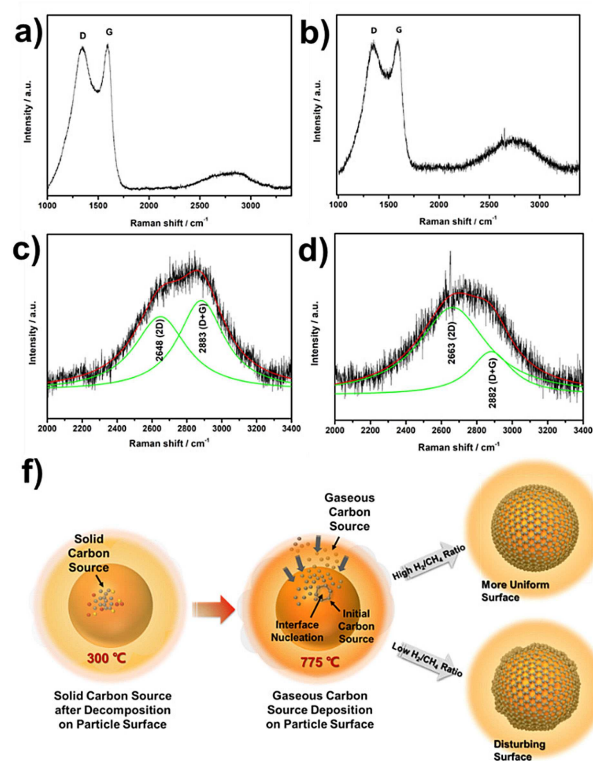 a)
D
G
Intensity / a.u.
1000 1500 2000 2500 3000
Raman shift / cm-1
b)
D
G
Intensity / a.u.
1000 1500 2000 2500 3000
Raman shift / cm-1
c)
Intensity / a.u.
2648 (2D)
2883 (D+G)
2000 2200 2400 2600 2800 3000 3200 3400
Raman shift / cm-1
d)
Intensity / a.u.
2663 (2D)
2882 (D+G)
2000 2200 2400 2600 2800 3000 3200 3400
Raman shift / cm-1
f)
Solid
Carbon
Source
300 ℃
Solid Carbon Source
after Decomposition
on Particle Surface
Gaseous
Carbon
Source
Interface
Nucleation
Initial
Carbon
Source
775 ℃
Gaseous Carbon
Source Deposition
on Particle Surface
High H2/CH4 Ratio
More Uniform
Surface
Low H2/CH4 Ratio
Disturbing
Surface